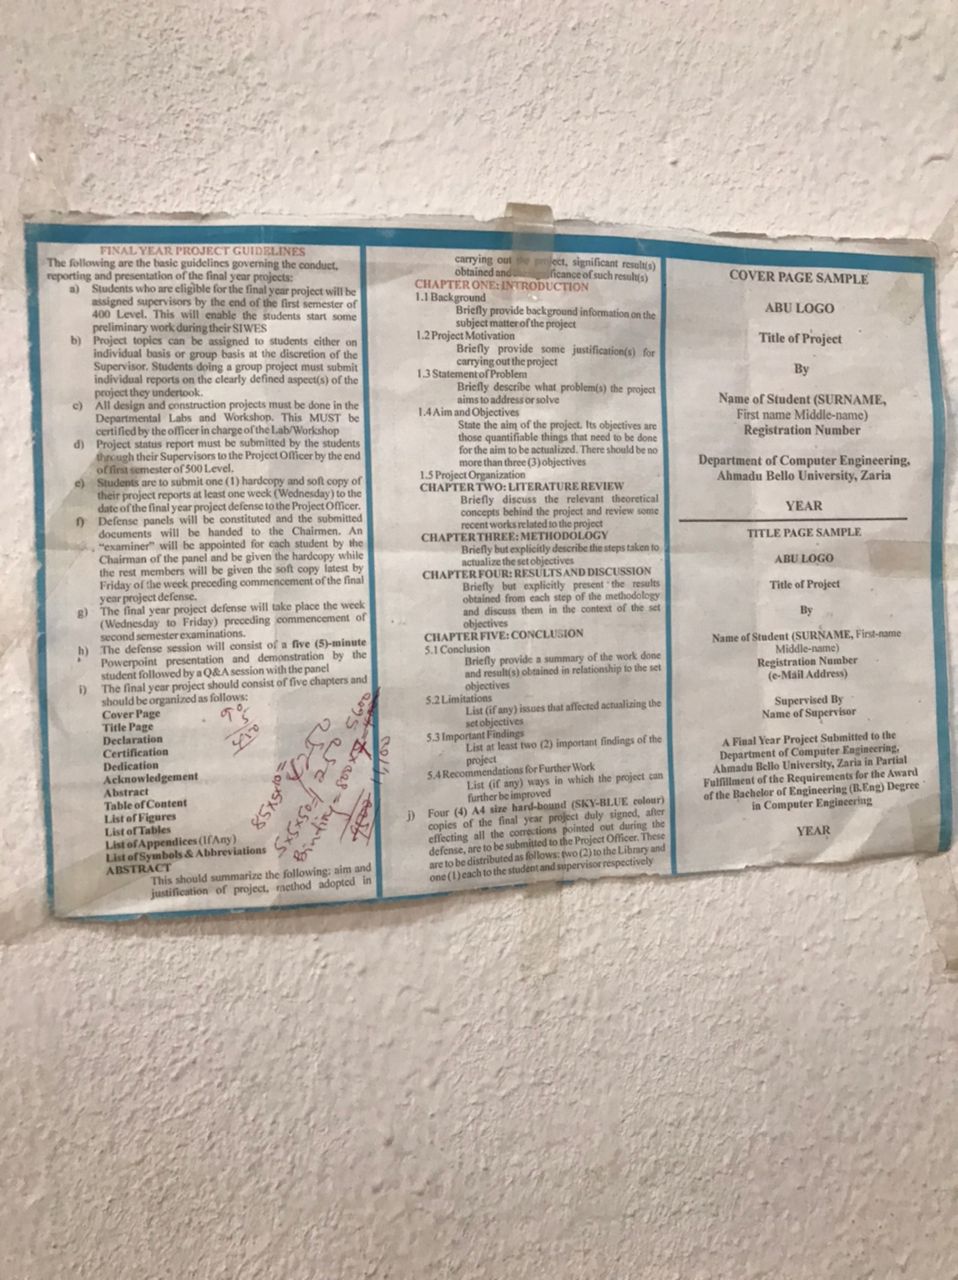 FINAL YEAR PROJECT GUIDELINES
The following are the basic guidelines governing the conduct,
reporting and presentation of the final year projects:
a) Students who are eligible for the final year project will be
assigned supervisors by the end of the first semester of
400 Level. This will enable the students start some
preliminary work during their SIWES
b) Project topics can be assigned to students either on
individual basis or group basis at the discretion of the
Supervisor. Students doing a group project must submit
individual reports on the clearly defined aspect(s) of the
project they undertook.
c) All design and construction projects must be done in the
Departmental Labs and Workshop. This MUST be
certified by the officer in charge of the Lab/Workshop
d) Project status report must be submitted by the students
through their Supervisors to the Project Officer by the end
of first semester of 500 Level.
e) Students are to submit one (1) hardcopy and soft copy of
their project reports at least one week (Wednesday) to the
date of the final year project defense to the Project Officer.
f) Defense panels will be constituted and the submitted
documents will be handed to the Chairmen. An
"examiner" will be appointed for each student by the
Chairman of the panel and be given the hardcopy while
the rest members will be given the soft copy latest by
Friday of the week preceding commencement of the final
year project defense.
g) The final year project defense will take place the week
(Wednesday to Friday) preceding commencement of
second semester examinations.
h) The defense session will consist of a five (5)-minute
Powerpoint presentation and demonstration by the
student followed by a Q&A session with the panel
i) The final year project should consist of five chapters and
should be organized as follows:
Cover Page
Title Page
Declaration
Certification
Dedication
Acknowledgement
Abstract
Table of Content
List of Figures
List of Tables
List of Appendices (If Any)
List of Symbols & Abbreviations
ABSTRACT
This should summarize the following: aim and
justification of project, method adopted in
85x5x10=
5x5x50=1250
Binding=800x7
5600
11,100
carrying out the project, significant result(s)
obtained and ficance of such result(s)
CHAPTER ONE: INTRODUCTION
1.1 Background
Briefly provide background information on the
subject matter of the project
1.2 Project Motivation
Briefly provide some justification(s) for
carrying out the project
1.3 Statement of Problem
Briefly describe what problem(s) the project
aims to address or solve
1.4 Aim and Objectives
State the aim of the project. Its objectives are
those quantifiable things that need to be done
for the aim to be actualized. There should be no
more than three (3) objectives
1.5 Project Organization
CHAPTER TWO: LITERATURE REVIEW
Briefly discuss the relevant theoretical
concepts behind the project and review some
recent works related to the project
CHAPTER THREE: METHODOLOGY
Briefly but explicitly describe the steps taken to
actualize the set objectives
CHAPTER FOUR: RESULTS AND DISCUSSION
Briefly but explicitly present the results
obtained from each step of the methodology
and discuss them in the context of the set
objectives
CHAPTER FIVE: CONCLUSION
5.1 Conclusion
Briefly provide a summary of the work done
and result(s) obtained in relationship to the set
objectives
5.2 Limitations
List (if any) issues that affected actualizing the
set objectives
5.3 Important Findings
List at least two (2) important findings of the
project
5.4 Recommendations for Further Work
List (if any) ways in which the project can
further be improved
j) Four (4) A4 size hard-bound (SKY-BLUE colour)
copies of the final year project duly signed, after
effecting all the corrections pointed out during the
defense, are to be submitted to the Project Officer. These
are to be distributed as follows: two (2) to the Library and
one (1) each to the student and supervisor respectively
COVER PAGE SAMPLE
ABU LOGO
Title of Project
By
Name of Student (SURNAME,
First name Middle-name)
Registration Number
Department of Computer Engineering,
Ahmadu Bello University, Zaria
YEAR
TITLE PAGE SAMPLE
ABU LOGO
Title of Project
By
Name of Student (SURNAME, First-name
Middle-name)
Registration Number
(e-Mail Address)
Supervised By
Name of Supervisor
A Final Year Project Submitted to the
Department of Computer Engineering,
Ahmadu Bello University, Zaria in Partial
Fulfillment of the Requirements for the Award
of the Bachelor of Engineering (B.Eng) Degree
in Computer Engineering
YEAR